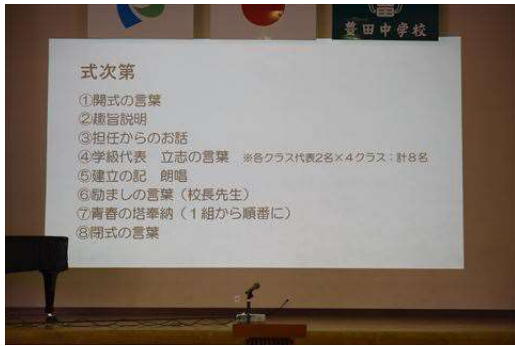 豊田中学校
式次第
①開式の言葉
②趣旨説明
③担任からのお話
④学級代表　立志の言葉　※各クラス代表2名×4クラス：計8名
⑤建立の記　朗唱
⑥励ましの言葉（校長先生）
⑦青春の塔奉納（1組から順番に）
⑧閉式の言葉